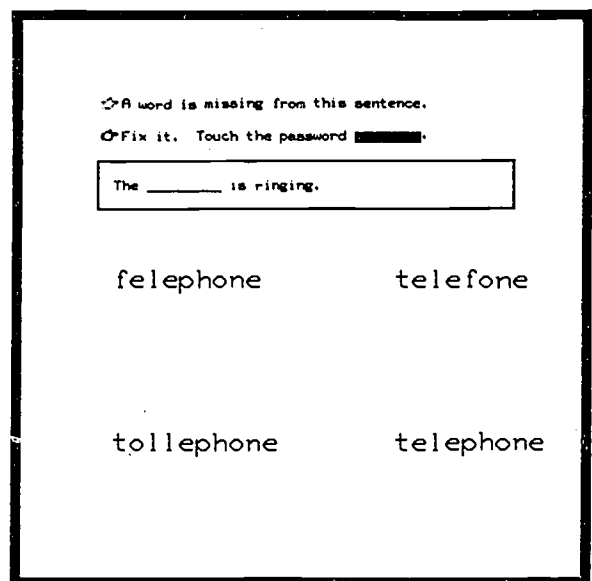 A word is missing from this sentence.
Fix it. Touch the password
The ________ is ringing.
felephone telefone
tollephone telephone